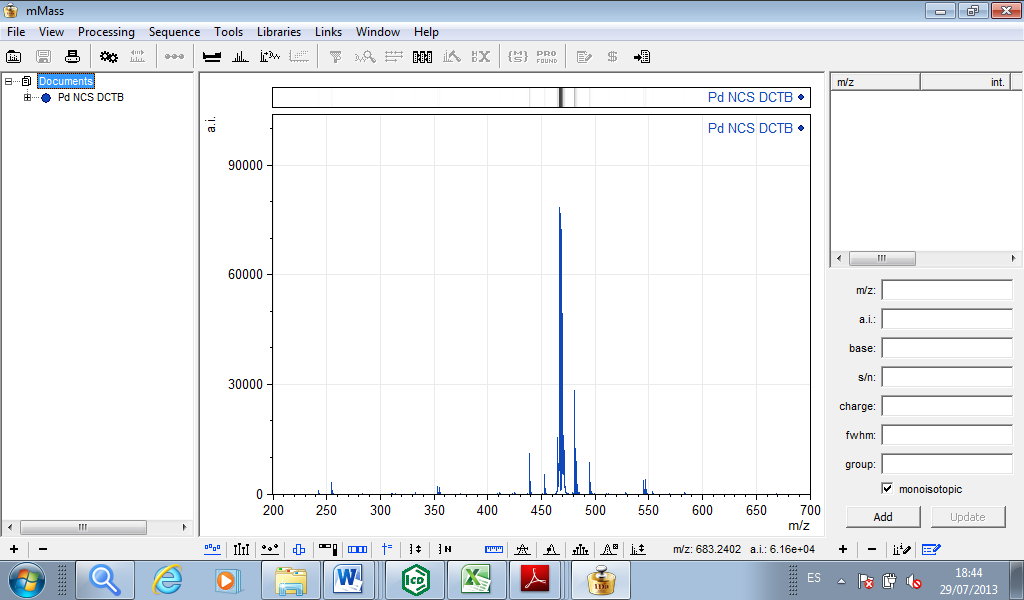 mMass
File View Processing Sequence Tools Libraries Links Window Help
PRO
FOUND
Documents
Pd NCS DCTB
Pd NCS DCTB
a.i.
Pd NCS DCTB
90000
60000
30000
0
200 250 300 350 400 450 500 550 600 650 700
m/z
m/z int.
m/z:
a.i.:
base:
s/n:
charge:
fwhm:
group:
monoisotopic
Add Update
m/z: 683.2402 a.i.: 6.16e+04
ES
18:44
29/07/2013